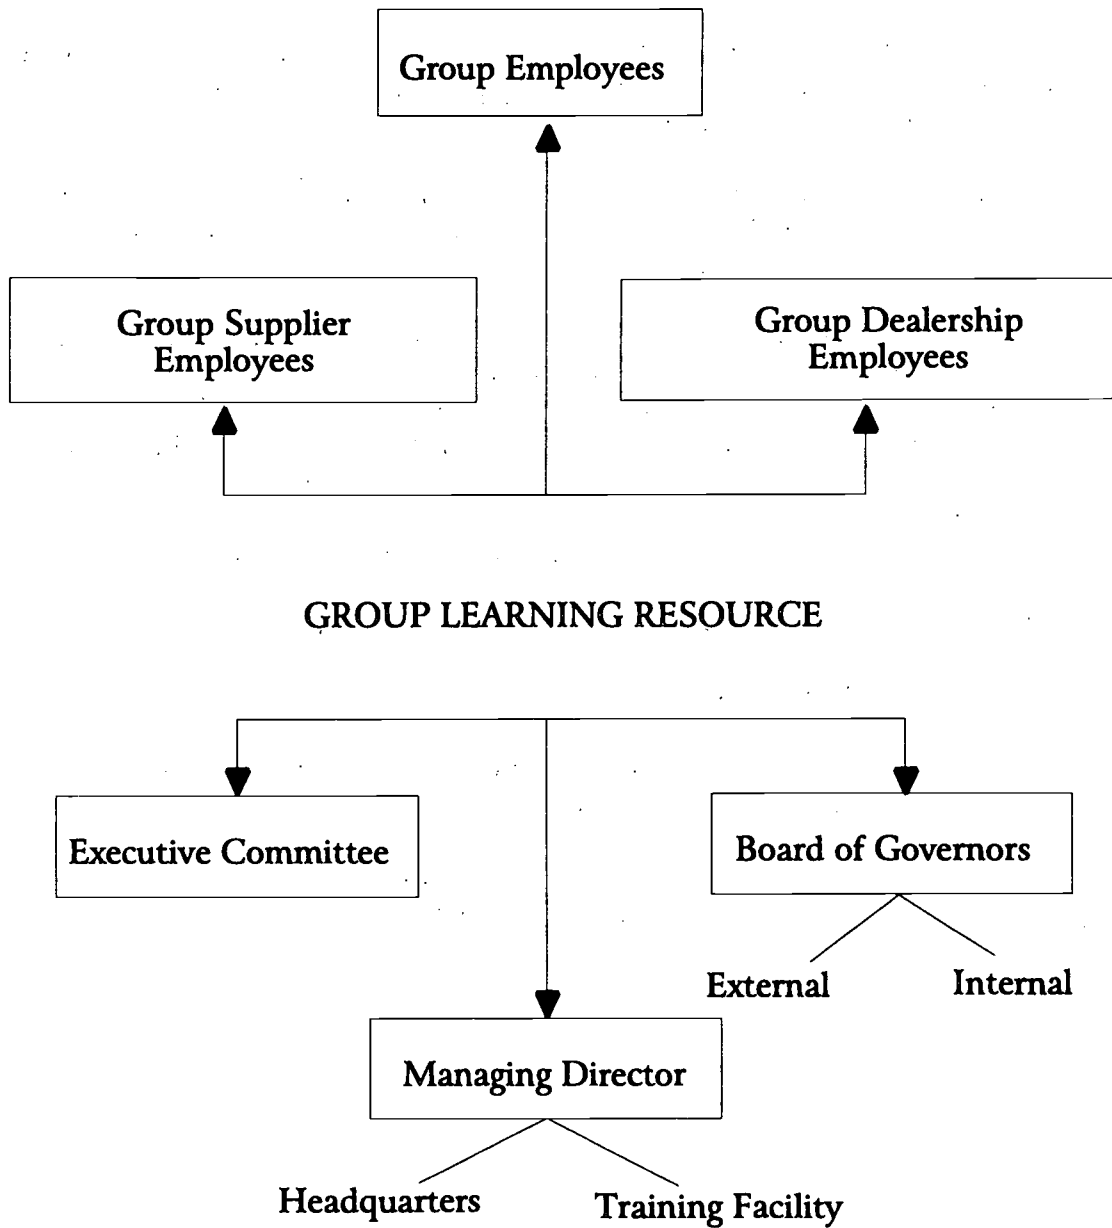 Group Employees
Group Supplier
Employees
Group Dealership
Employees
GROUP LEARNING RESOURCE
Executive Committee
Board of Governors
External
Internal
Managing Director
Headquarters
Training Facility